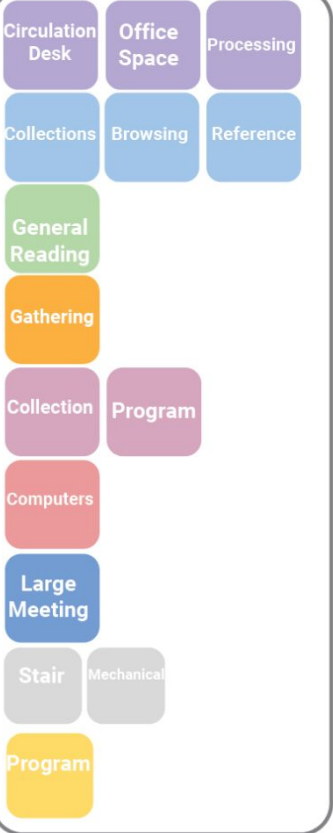 Circulation
Desk
Office
Space
Processing
Collections
Browsing
Reference
General
Reading
Gathering
Collection
Program
Computers
Large
Meeting
Stair
Mechanical
Program